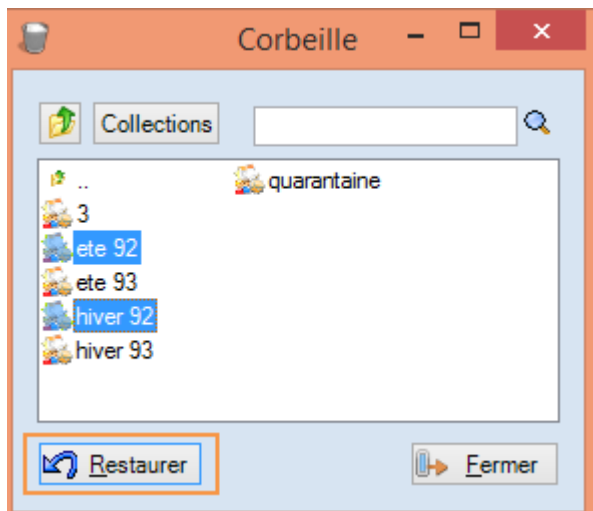 Corbeille
Collections
..
3
ete 92
ete 93
hiver 92
hiver 93
quarantaine
Restaurer
Fermer